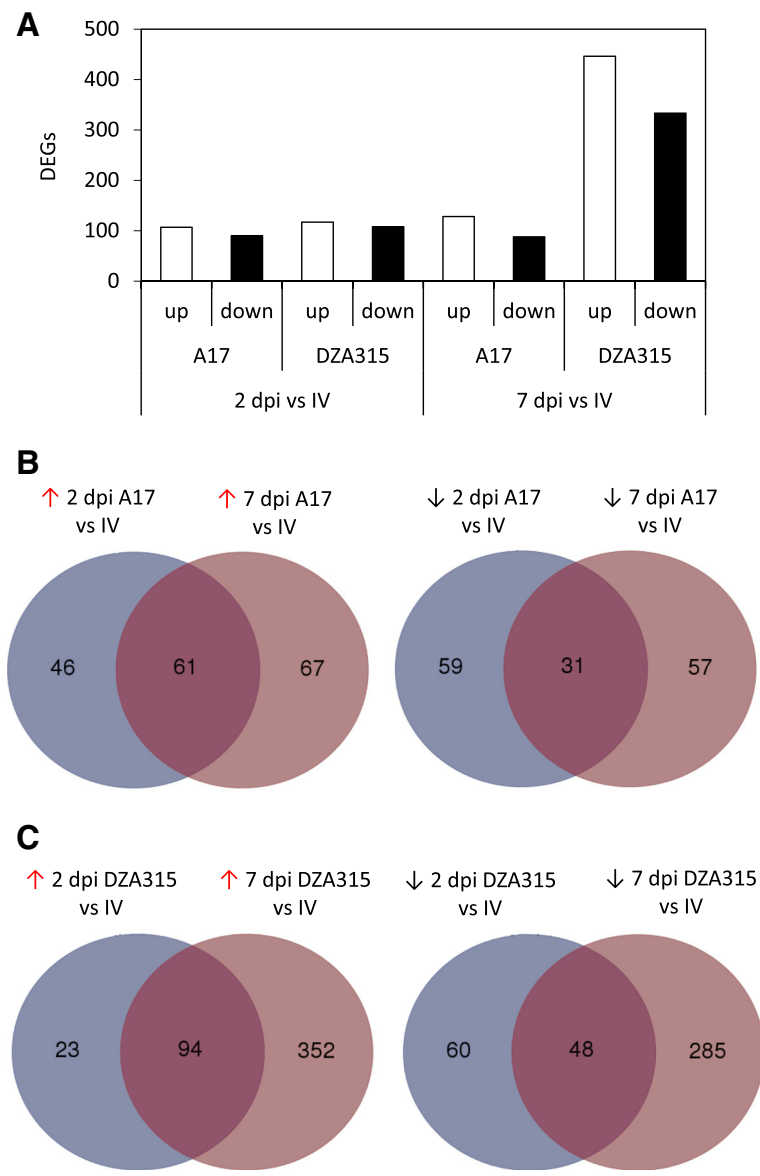 A
500
400
300
200
100
0
DEGs
up down up down up down up down
A17 DZA315 A17 DZA315
2 dpi vs IV 7 dpi vs IV
B
↑ 2 dpi A17
vs IV
↑ 7 dpi A17
vs IV
↓ 2 dpi A17
vs IV
↓ 7 dpi A17
vs IV
46 61 67
59 31 57
C
↑ 2 dpi DZA315
vs IV
↑ 7 dpi DZA315
vs IV
↓ 2 dpi DZA315
vs IV
↓ 7 dpi DZA315
vs IV
23 94 352
60 48 285